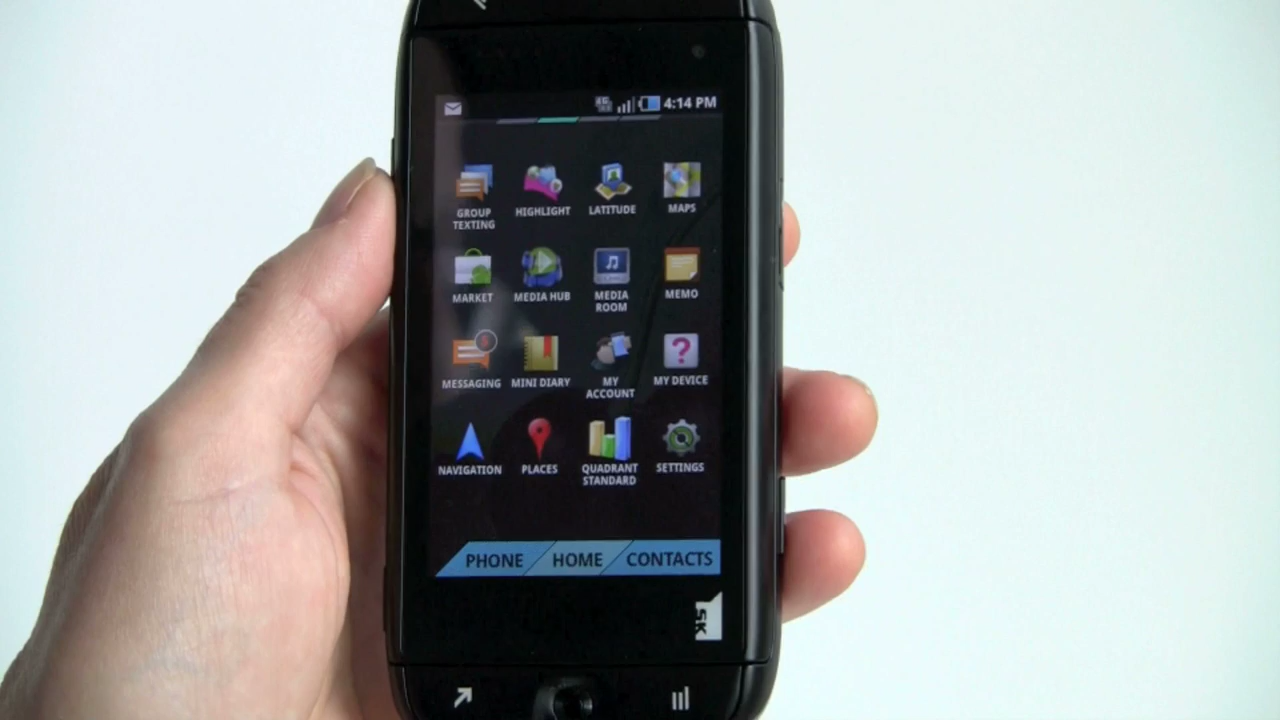 4:14 PM
GROUP TEXTING
HIGHLIGHT
LATITUDE
MAPS
MARKET
MEDIA HUB
MEDIA ROOM
MEMO
MESSAGING
MINI DIARY
MY ACCOUNT
MY DEVICE
NAVIGATION
PLACES
QUADRANT STANDARD
SETTINGS
PHONE
HOME
CONTACTS
SK